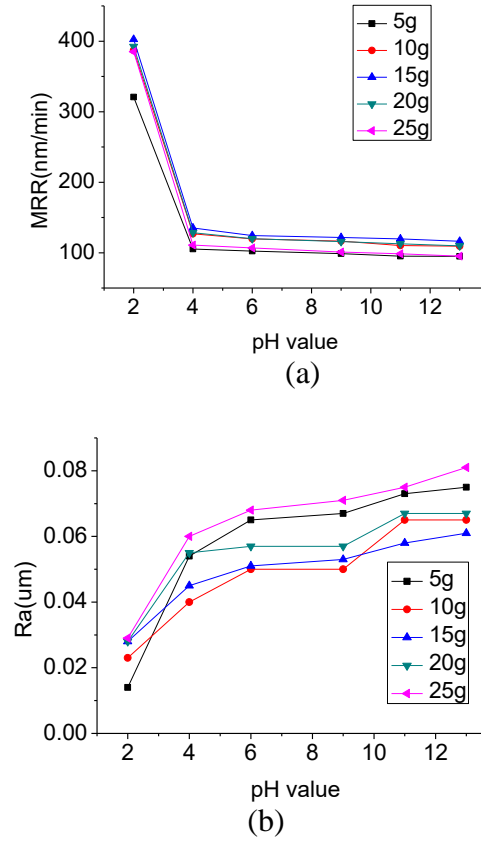 400
300
200
100
MRR(nm/min)
5g
10g
15g
20g
25g
2 4 6 8 10 12
pH value
(a)
0.08
0.06
0.04
0.02
0.00
Ra(um)
5g
10g
15g
20g
25g
2 4 6 8 10 12
pH value
(b)